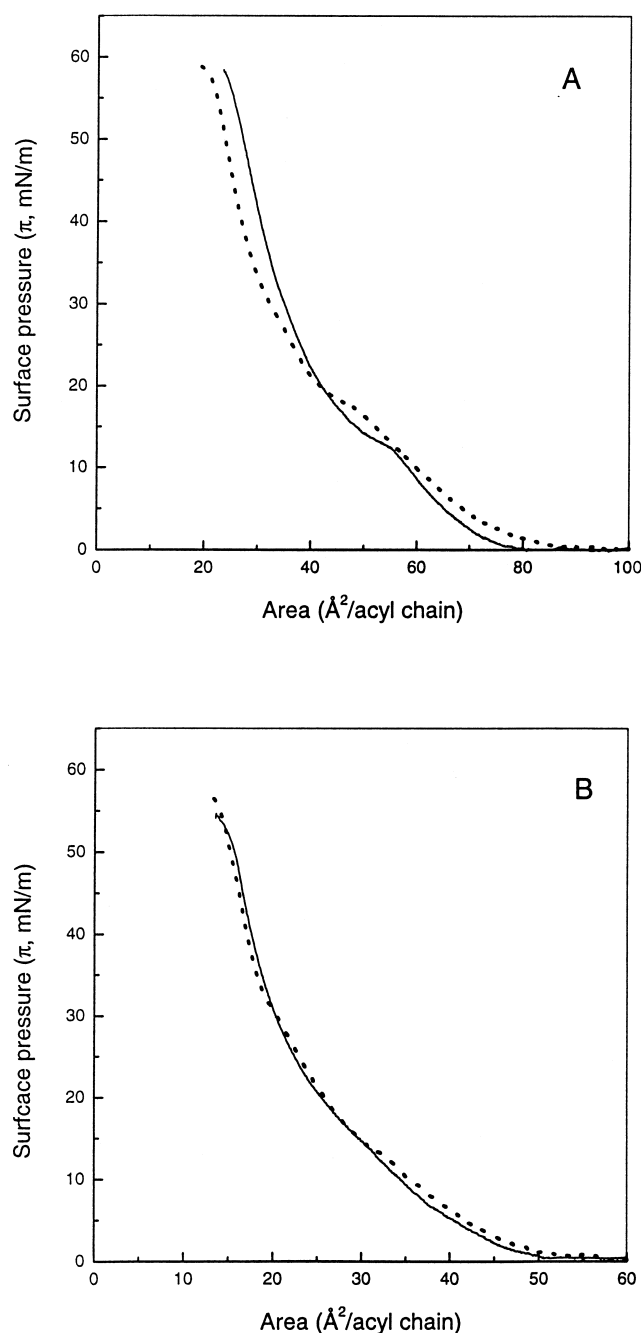 A
60
50
40
30
20
10
0
Surface pressure (π, mN/m)
0 20 40 60 80 100
Area (Å²/acyl chain)
B
60
50
40
30
20
10
0
Surfcace pressure (π, mN/m)
0 10 20 30 40 50 60
Area (Å²/acyl chain)